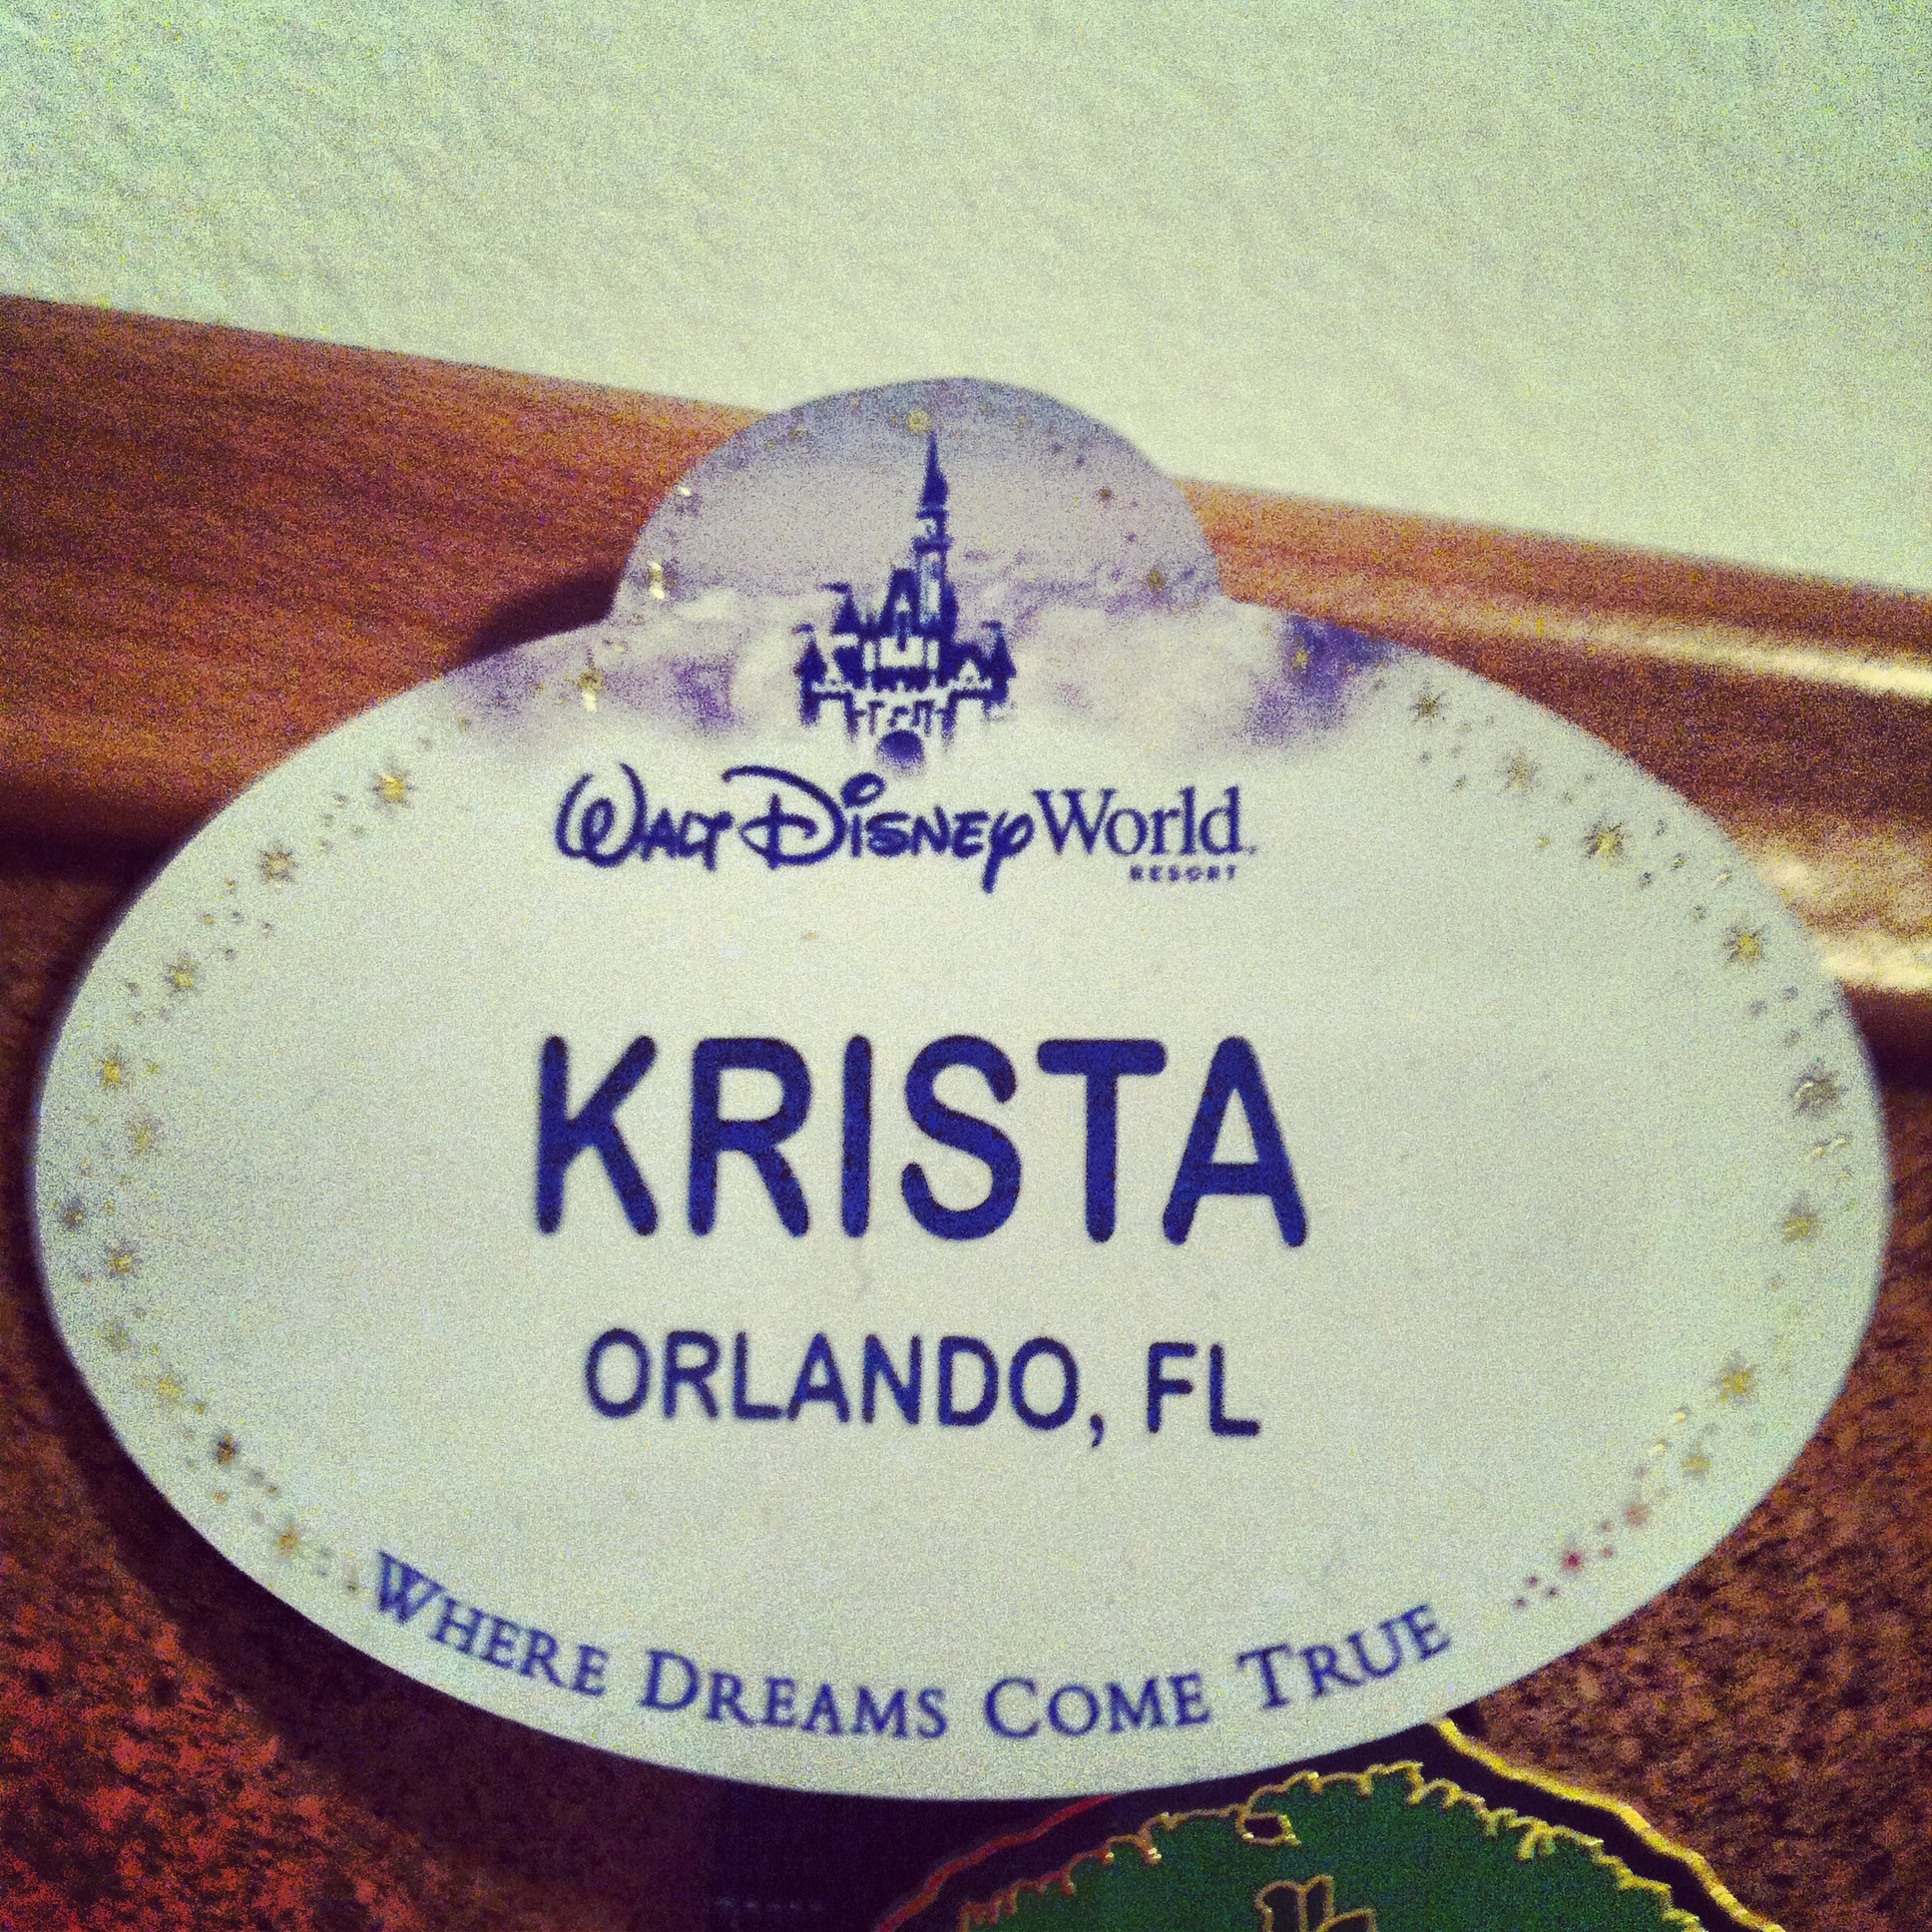 WALT DISNEY World.
RESORT
KRISTA
ORLANDO, FL
WHERE DREAMS COME TRUE